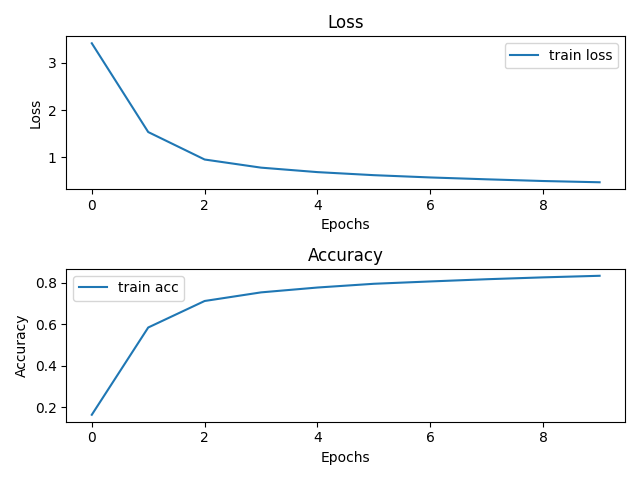 Loss
train loss
3
2
1
Loss
0 2 4 6 8
Epochs
Accuracy
train acc
0.8
0.6
0.4
0.2
Accuracy
0 2 4 6 8
Epochs